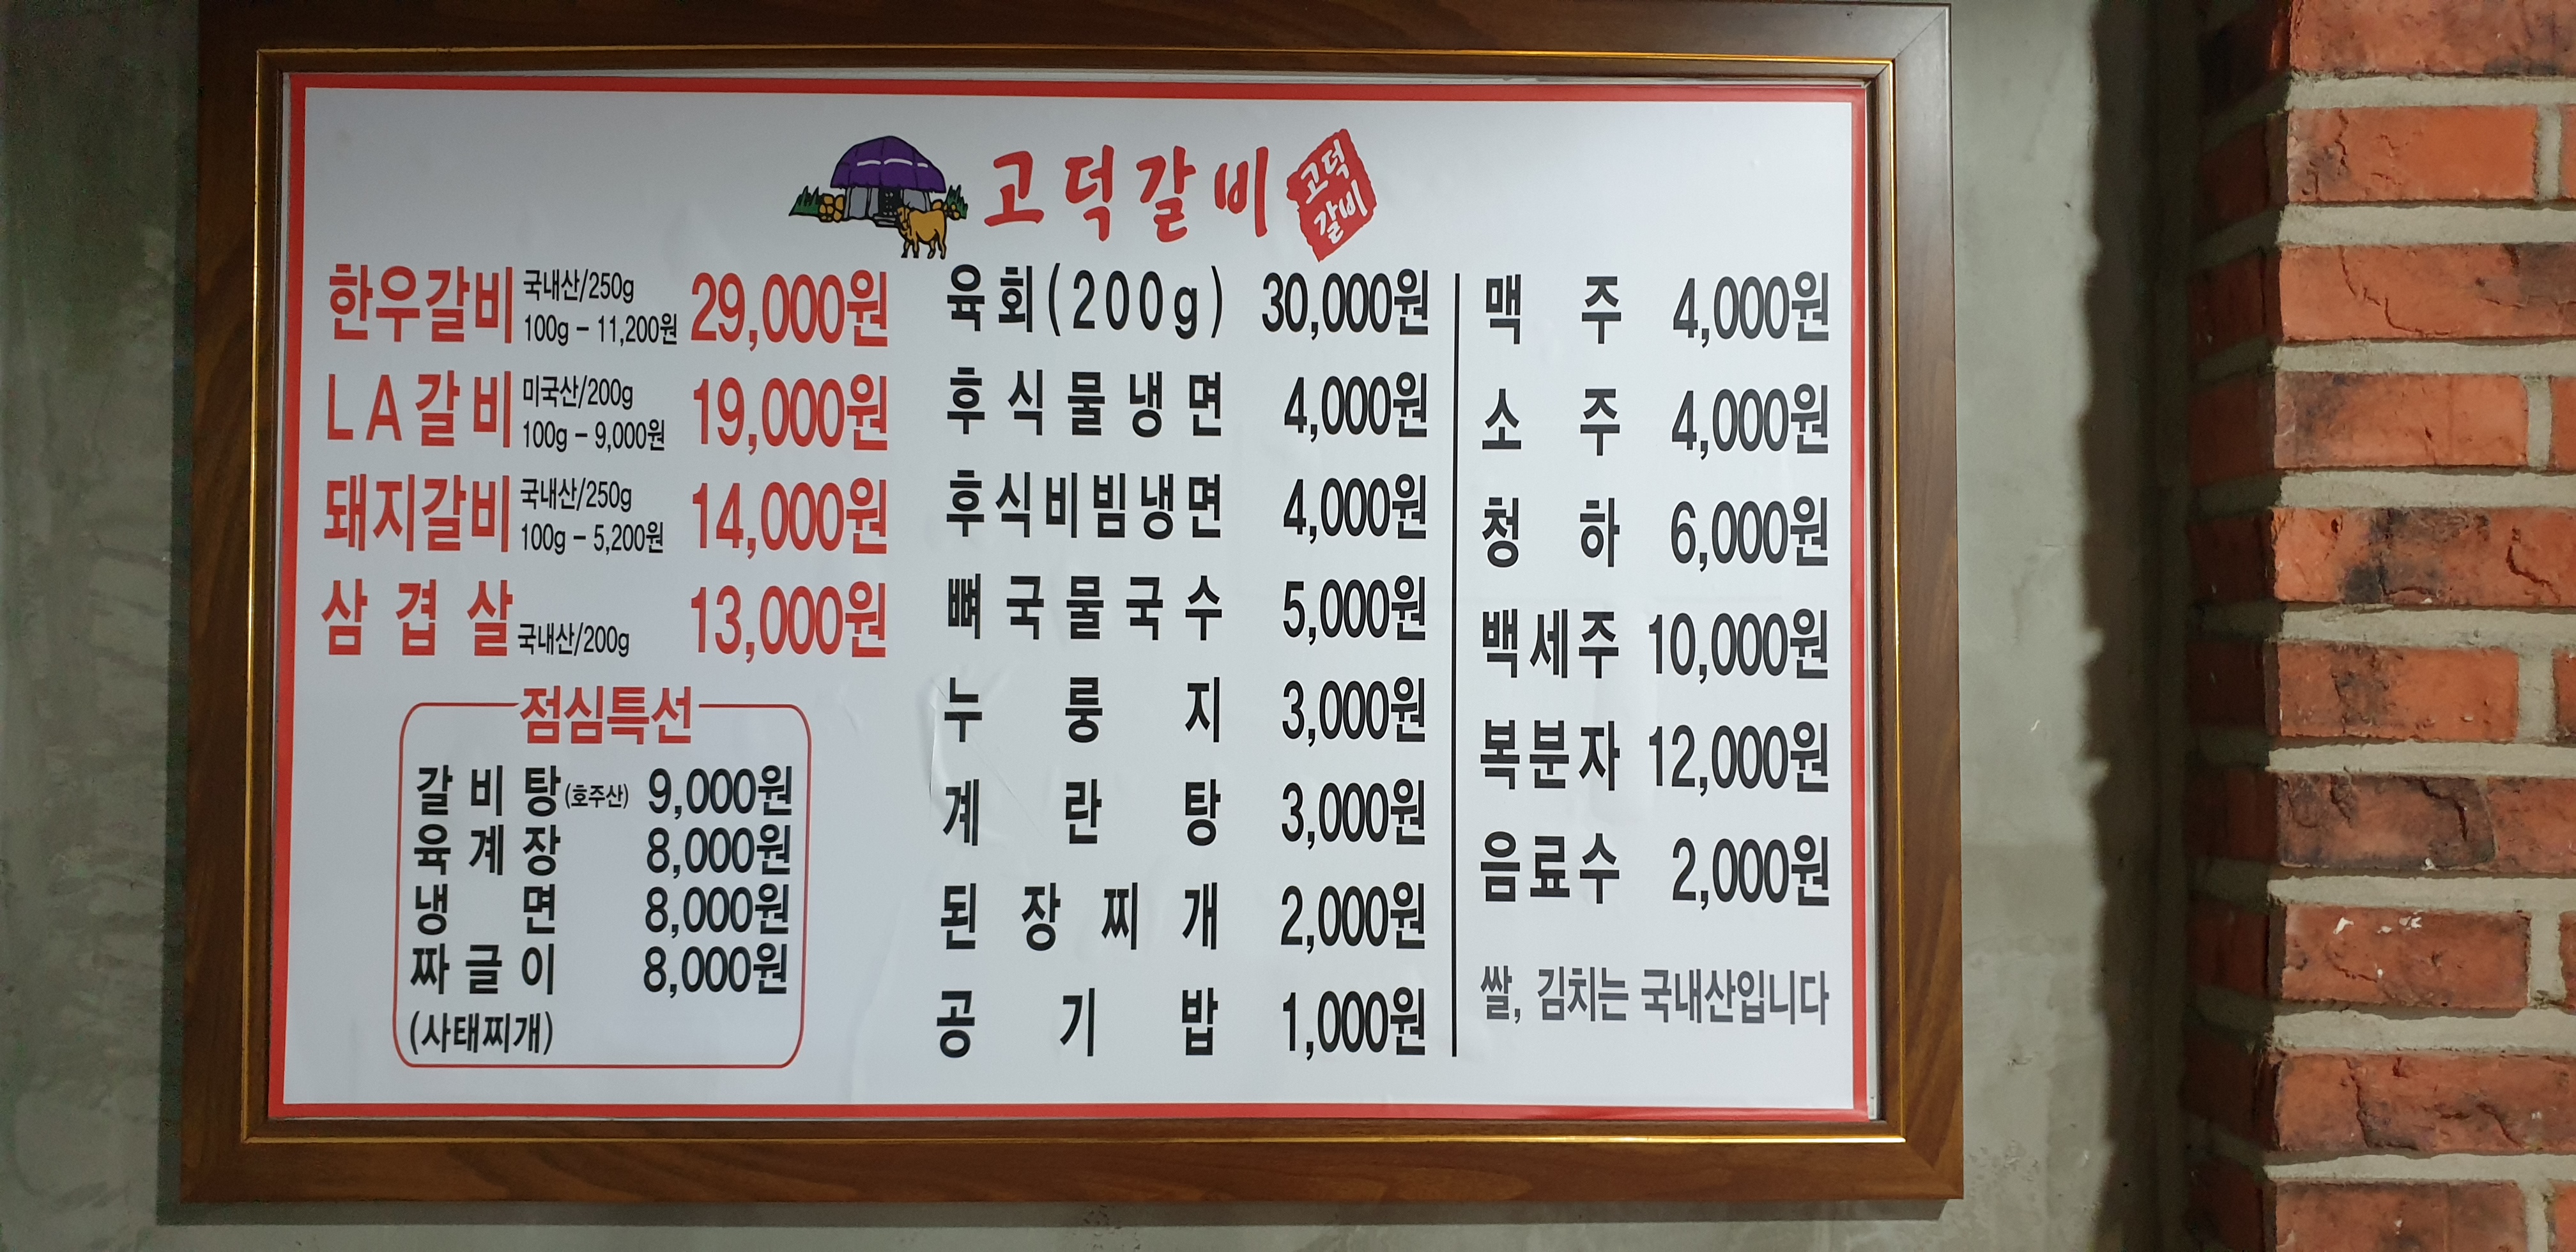 고덕갈비
고덕
갈비
한우갈비 국내산/250g 29,000원
100g – 11,200원
LA갈비 미국산/200g 19,000원
100g – 9,000원
돼지갈비 국내산/250g 14,000원
100g – 5,200원
삼겹살 국내산/200g 13,000원
점심특선
갈비탕(호주산) 9,000원
육계장 8,000원
냉면 8,000원
짜글이 8,000원
(사태찌개)
육회(200g) 30,000원
후식물냉면 4,000원
후식비빔냉면 4,000원
뼈국물국수 5,000원
누룽지 3,000원
계란탕 3,000원
된장찌개 2,000원
공기밥 1,000원
맥주 4,000원
소주 4,000원
청하 6,000원
백세주 10,000원
복분자 12,000원
음료수 2,000원
쌀, 김치는 국내산입니다